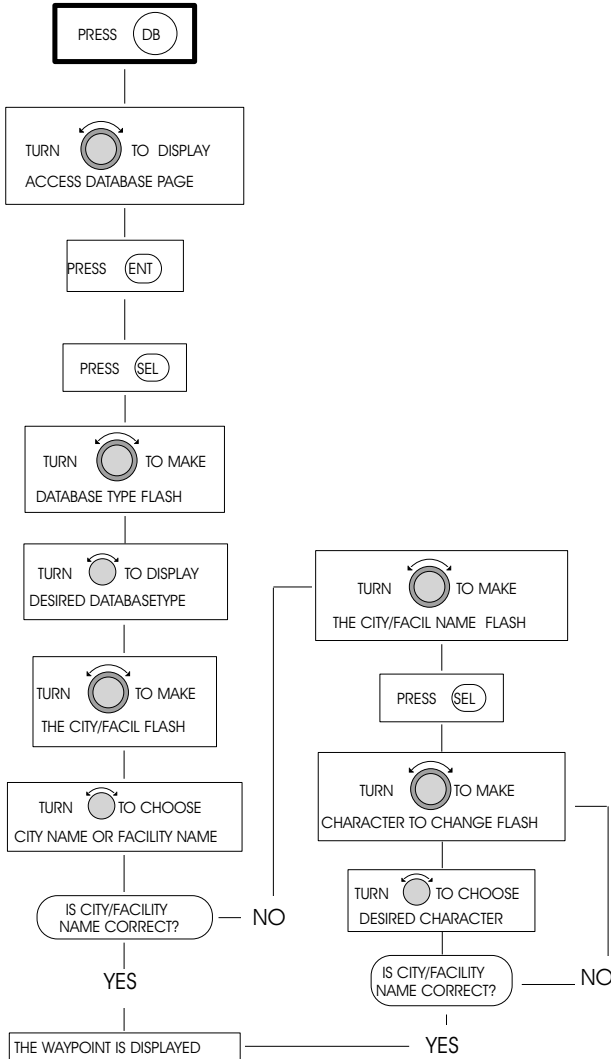 PRESS DB
TURN TO DISPLAY
ACCESS DATABASE PAGE
PRESS ENT
PRESS SEL
TURN TO MAKE
DATABASE TYPE FLASH
TURN TO DISPLAY
DESIRED DATABASETYPE
TURN TO MAKE
THE CITY/FACIL FLASH
TURN TO CHOOSE
CITY NAME OR FACILITY NAME
IS CITY/FACILITY
NAME CORRECT?
NO
YES
TURN TO MAKE
THE CITY/FACIL NAME FLASH
PRESS SEL
TURN TO MAKE
CHARACTER TO CHANGE FLASH
TURN TO CHOOSE
DESIRED CHARACTER
IS CITY/FACILITY
NAME CORRECT?
NO
YES
THE WAYPOINT IS DISPLAYED